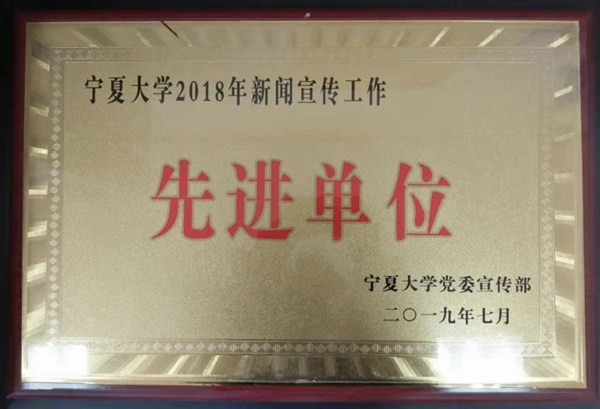 宁夏大学2018年新闻宣传工作
先进单位
宁夏大学党委宣传部
二〇一九年七月